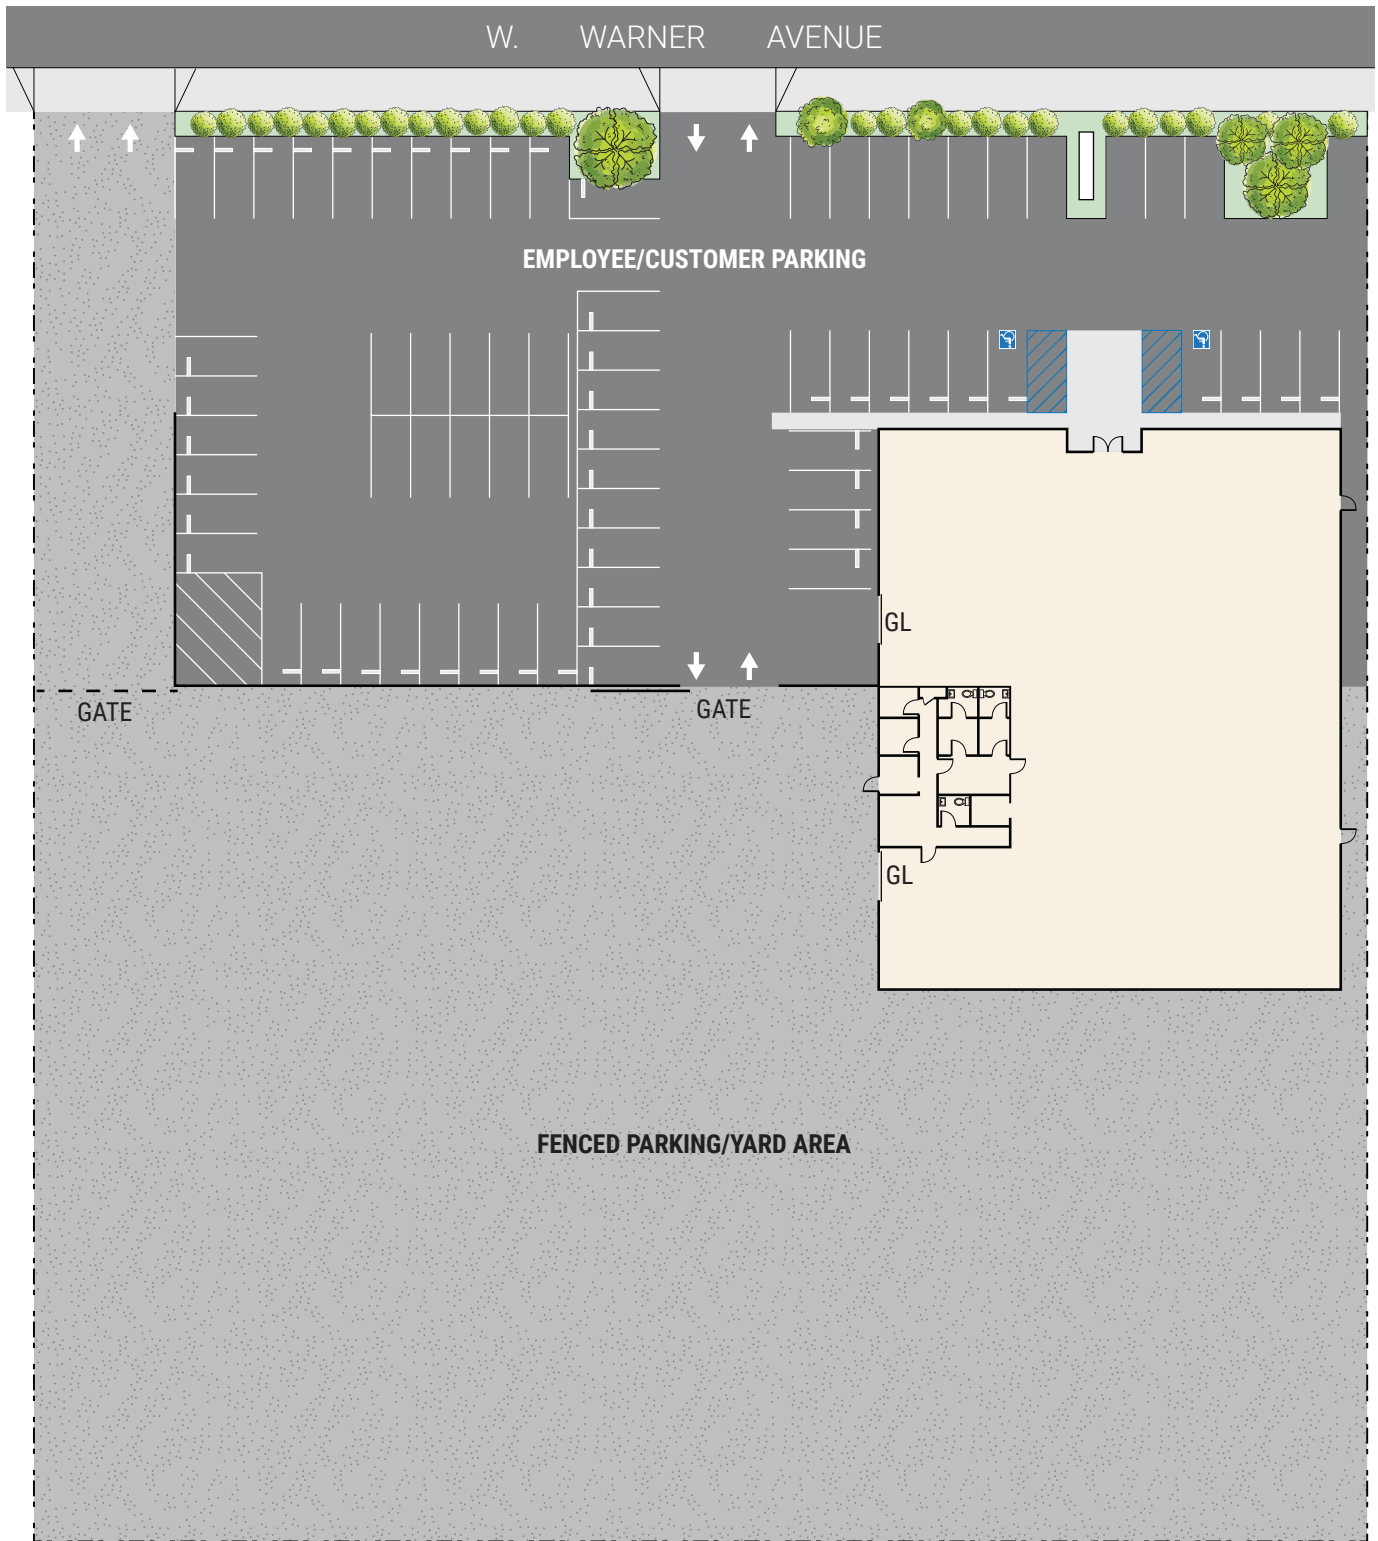 W. WARNER AVENUE
EMPLOYEE/CUSTOMER PARKING
GL
GATE
GATE
GL
FENCED PARKING/YARD AREA